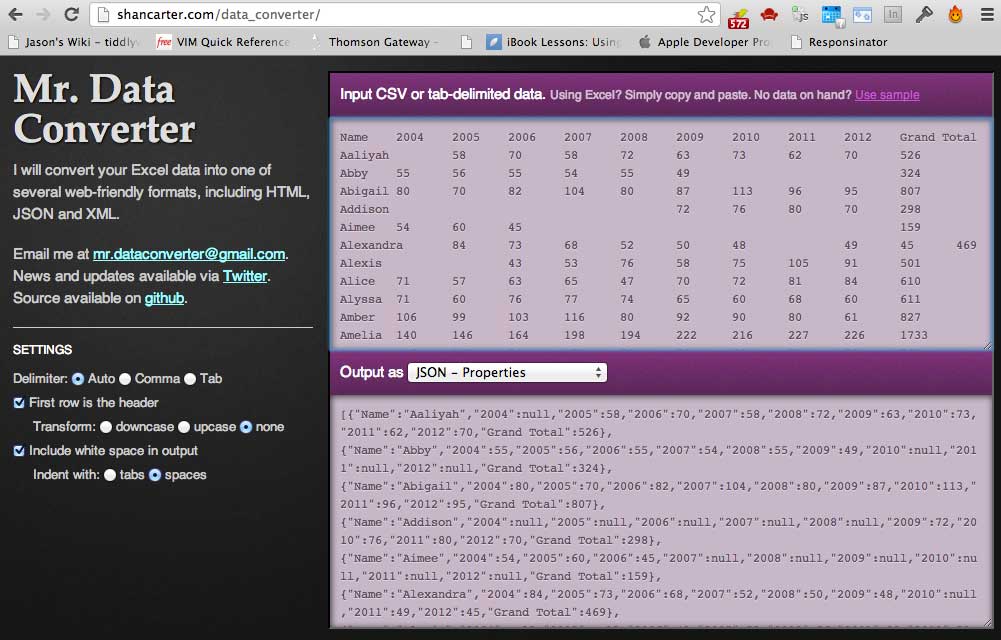 shancarter.com/data_converter/
572
Jason's Wiki – tiddly
free VIM Quick Reference
Thomson Gateway –
iBook Lessons: Using
Apple Developer Pro
Responsinator
Mr. Data
Converter
I will convert your Excel data into one of
several web-friendly formats, including HTML,
JSON and XML.
Email me at mr.dataconverter@gmail.com.
News and updates available via Twitter.
Source available on github.
SETTINGS
Delimiter: Auto Comma Tab
First row is the header
Transform: downcase upcase none
Include white space in output
Indent with: tabs spaces
Input CSV or tab-delimited data. Using Excel? Simply copy and paste. No data on hand? Use sample
Name 2004 2005 2006 2007 2008 2009 2010 2011 2012 Grand Total
Aaliyah 58 70 58 72 63 73 62 70 526
Abby 55 56 55 54 55 49 324
Abigail 80 70 82 104 80 87 113 96 95 807
Addison 72 76 80 70 298
Aimee 54 60 45 159
Alexandra 84 73 68 52 50 48 49 45 469
Alexis 43 53 76 58 75 105 91 501
Alice 71 57 63 65 47 70 72 81 84 610
Alyssa 71 60 76 77 74 65 60 68 60 611
Amber 106 99 103 116 80 92 90 80 61 827
Amelia 140 146 164 198 194 222 216 227 226 1733
Output as JSON – Properties
[{"Name":"Aaliyah","2004":null,"2005":58,"2006":70,"2007":58,"2008":72,"2009":63,"2010":73,
"2011":62,"2012":70,"Grand Total":526},
{"Name":"Abby","2004":55,"2005":56,"2006":55,"2007":54,"2008":55,"2009":49,"2010":null,"201
1":null,"2012":null,"Grand Total":324},
{"Name":"Abigail","2004":80,"2005":70,"2006":82,"2007":104,"2008":80,"2009":87,"2010":113,"
2011":96,"2012":95,"Grand Total":807},
{"Name":"Addison","2004":null,"2005":null,"2006":null,"2007":null,"2008":null,"2009":72,"20
10":76,"2011":80,"2012":70,"Grand Total":298},
{"Name":"Aimee","2004":54,"2005":60,"2006":45,"2007":null,"2008":null,"2009":null,"2010":nu
ll,"2011":null,"2012":null,"Grand Total":159},
{"Name":"Alexandra","2004":84,"2005":73,"2006":68,"2007":52,"2008":50,"2009":48,"2010":null
,"2011":49,"2012":45,"Grand Total":469},